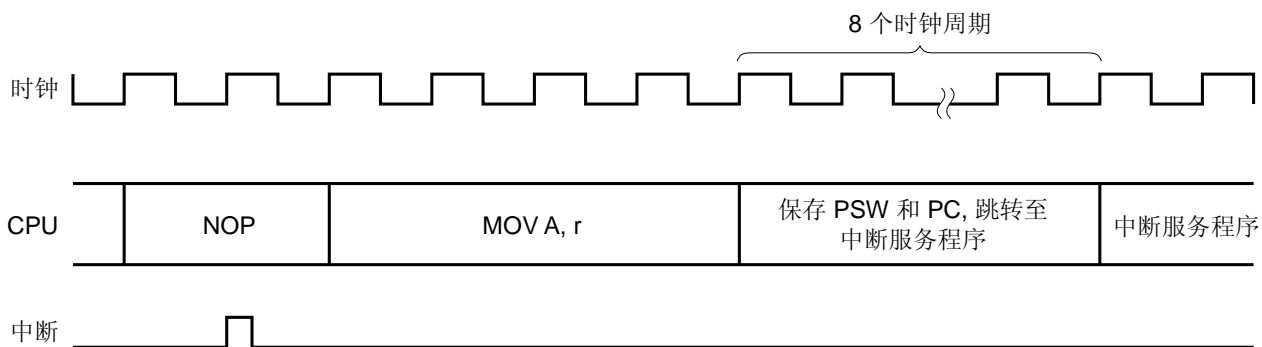 8 个时钟周期
时钟
CPU
NOP
MOV A, r
保存 PSW 和 PC, 跳转至
中断服务程序
中断服务程序
中断